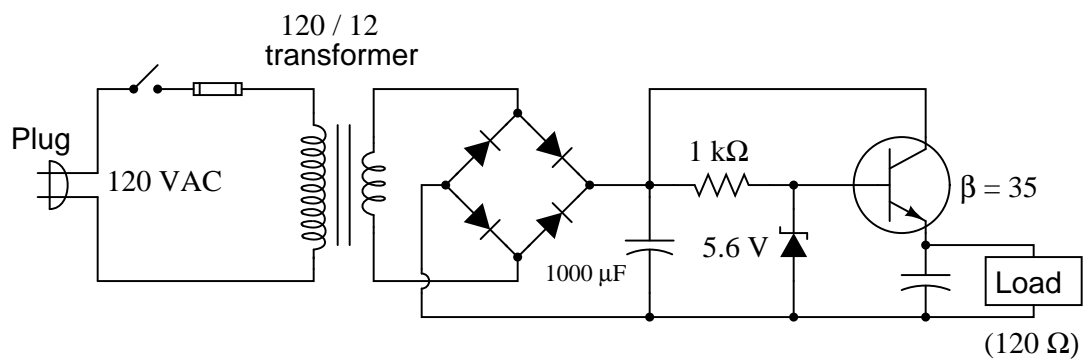 120 / 12
transformer
Plug
120 VAC
1 kΩ
β = 35
1000 μF
5.6 V
Load
(120 Ω)